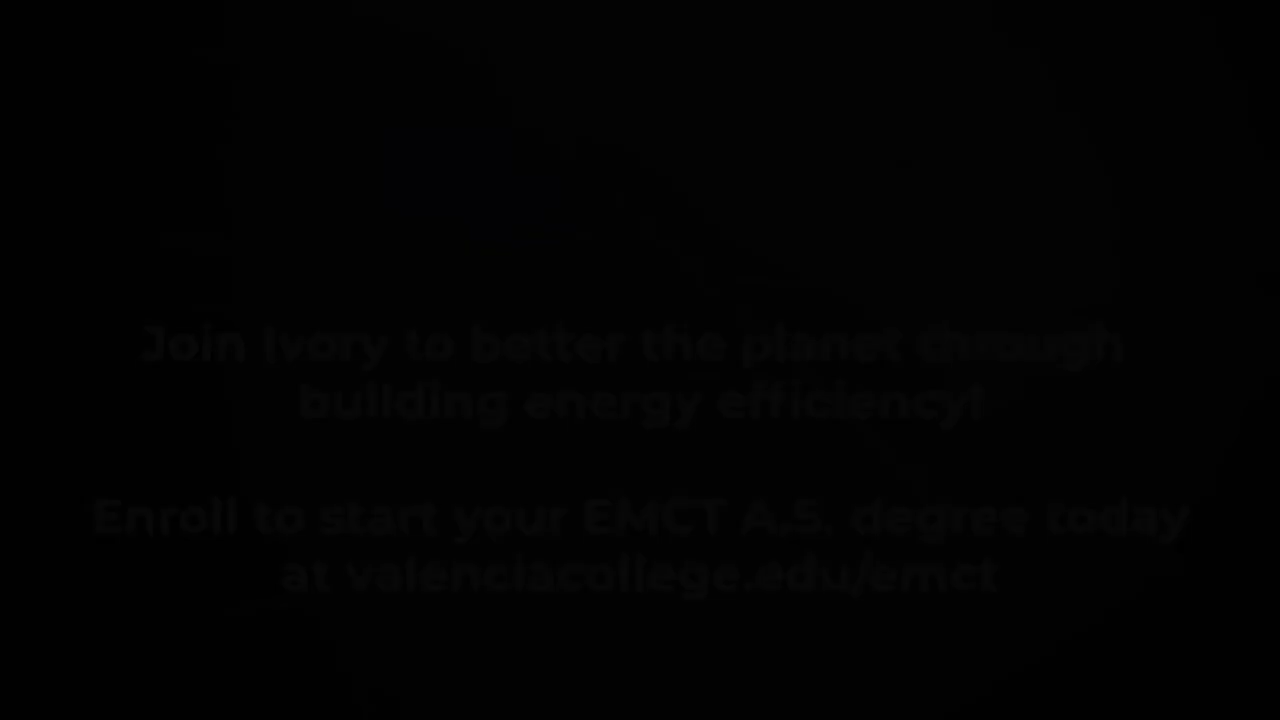 Join Ivory to better the planet through
building energy efficiency!
Enroll to start your EMCT A.S. degree today
at valenciacollege.edu/emct